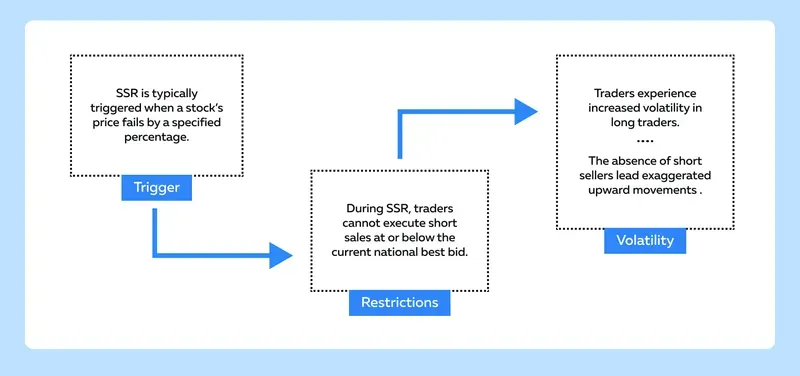 SSR is typically
triggered when a stock's
price fails by a specified
percentage.
Trigger
During SSR, traders
cannot execute short
sales at or below the
current national best bid.
Restrictions
Traders experience
increased volatility in
long traders.
....
The absence of short
sellers lead exaggerated
upward movements .
Volatility